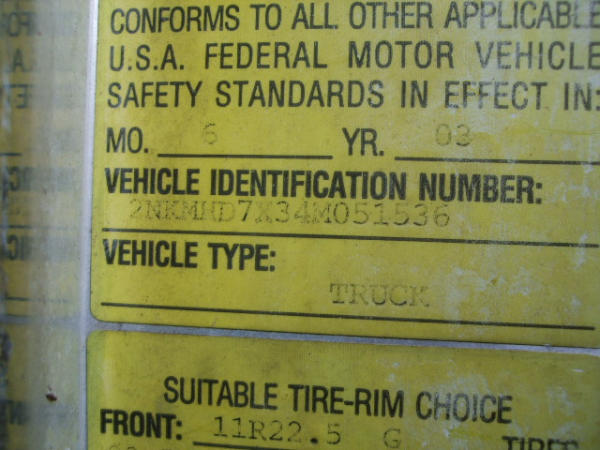 CONFORMS TO ALL OTHER APPLICABLE
U.S.A. FEDERAL MOTOR VEHICLE
SAFETY STANDARDS IN EFFECT IN:
MO. 6 YR. 03
VEHICLE IDENTIFICATION NUMBER:
2NKMHD7X34M051536
VEHICLE TYPE:
TRUCK
SUITABLE TIRE-RIM CHOICE
FRONT: 11R22.5 G TIRES